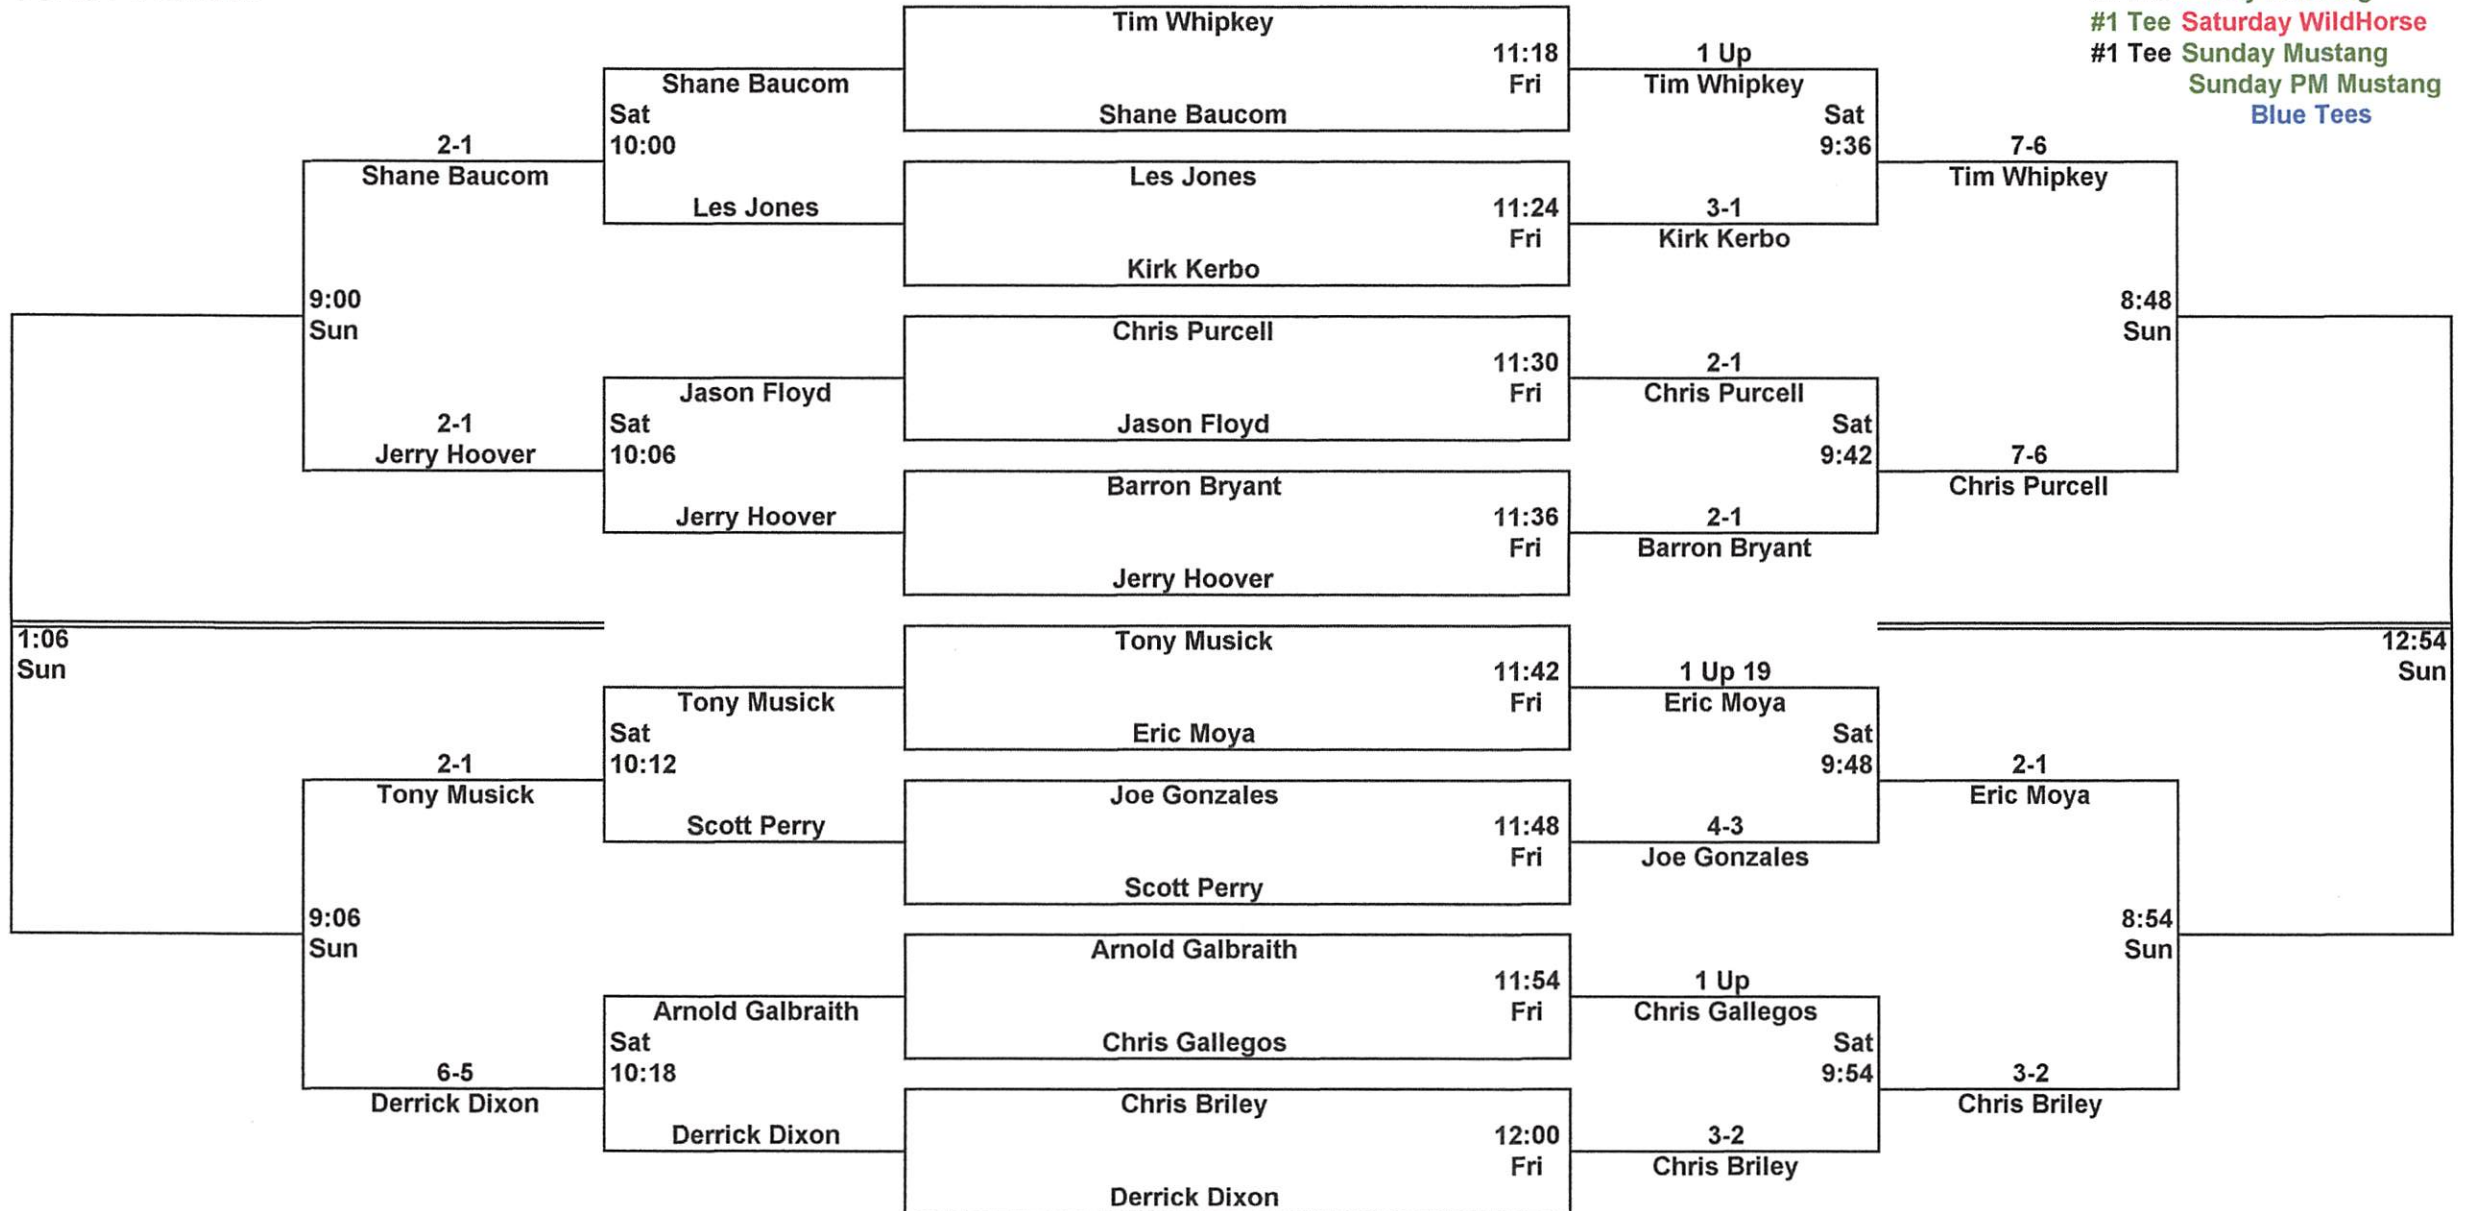 #1 Tee Saturday WildHorse
#1 Tee Sunday Mustang
Sunday PM Mustang
Blue Tees
Tim Whipkey
11:18
Fri
Shane Baucom
Les Jones
11:24
Fri
Kirk Kerbo
Chris Purcell
11:30
Fri
Jason Floyd
Barron Bryant
11:36
Fri
Jerry Hoover
Tony Musick
11:42
Fri
Eric Moya
Joe Gonzales
11:48
Fri
Scott Perry
Arnold Galbraith
11:54
Fri
Chris Gallegos
Chris Briley
12:00
Fri
Derrick Dixon
Shane Baucom
Sat
10:00
Les Jones
Jason Floyd
Sat
10:06
Jerry Hoover
Tony Musick
Sat
10:12
Scott Perry
Arnold Galbraith
Sat
10:18
Derrick Dixon
2-1
Shane Baucom
9:00
Sun
2-1
Jerry Hoover
2-1
Tony Musick
9:06
Sun
6-5
Derrick Dixon
1:06
Sun
1 Up
Tim Whipkey
Sat
9:36
3-1
Kirk Kerbo
2-1
Chris Purcell
Sat
9:42
2-1
Barron Bryant
1 Up 19
Eric Moya
Sat
9:48
4-3
Joe Gonzales
1 Up
Chris Gallegos
Sat
9:54
3-2
Chris Briley
7-6
Tim Whipkey
8:48
Sun
7-6
Chris Purcell
2-1
Eric Moya
8:54
Sun
3-2
Chris Briley
12:54
Sun